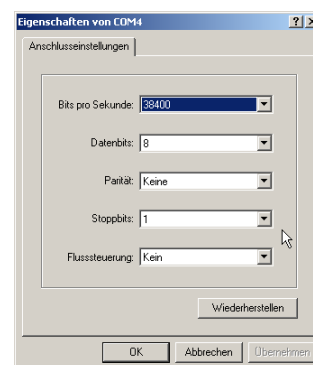 Eigenschaften von COM4
Anschlusseinstellungen
Bits pro Sekunde: 38400
Datenbits: 8
Parität: Keine
Stoppbits: 1
Flusssteuerung: Kein
Wiederherstellen
OK Abbrechen Übernehmen